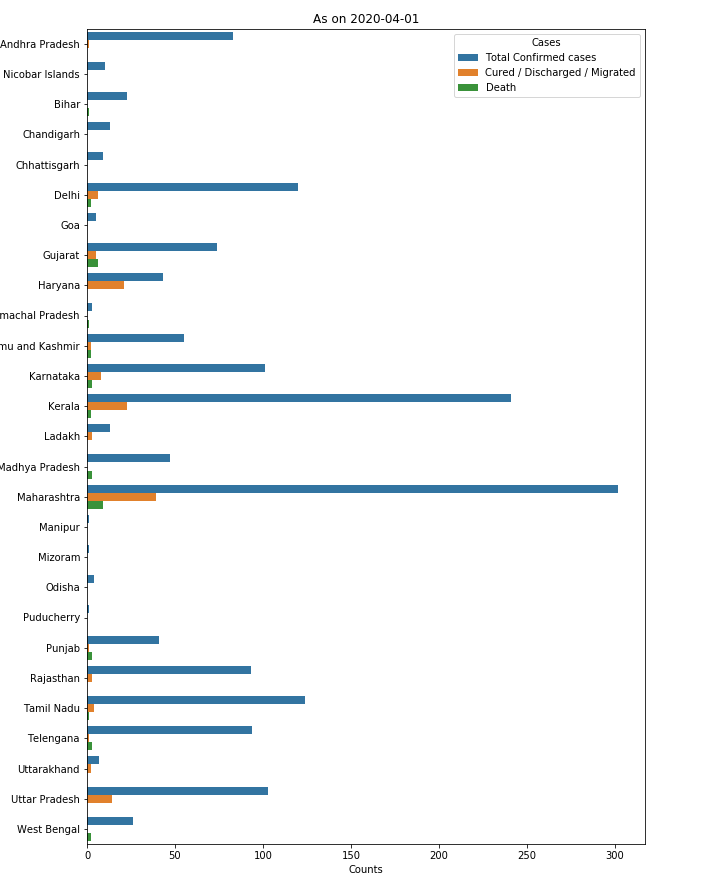 As on 2020-04-01
Cases
Total Confirmed cases
Cured / Discharged / Migrated
Death
Andhra Pradesh
Nicobar Islands
Bihar
Chandigarh
Chhattisgarh
Delhi
Goa
Gujarat
Haryana
machal Pradesh
mu and Kashmir
Karnataka
Kerala
Ladakh
Madhya Pradesh
Maharashtra
Manipur
Mizoram
Odisha
Puducherry
Punjab
Rajasthan
Tamil Nadu
Telengana
Uttarakhand
Uttar Pradesh
West Bengal
0 50 100 150 200 250 300
Counts